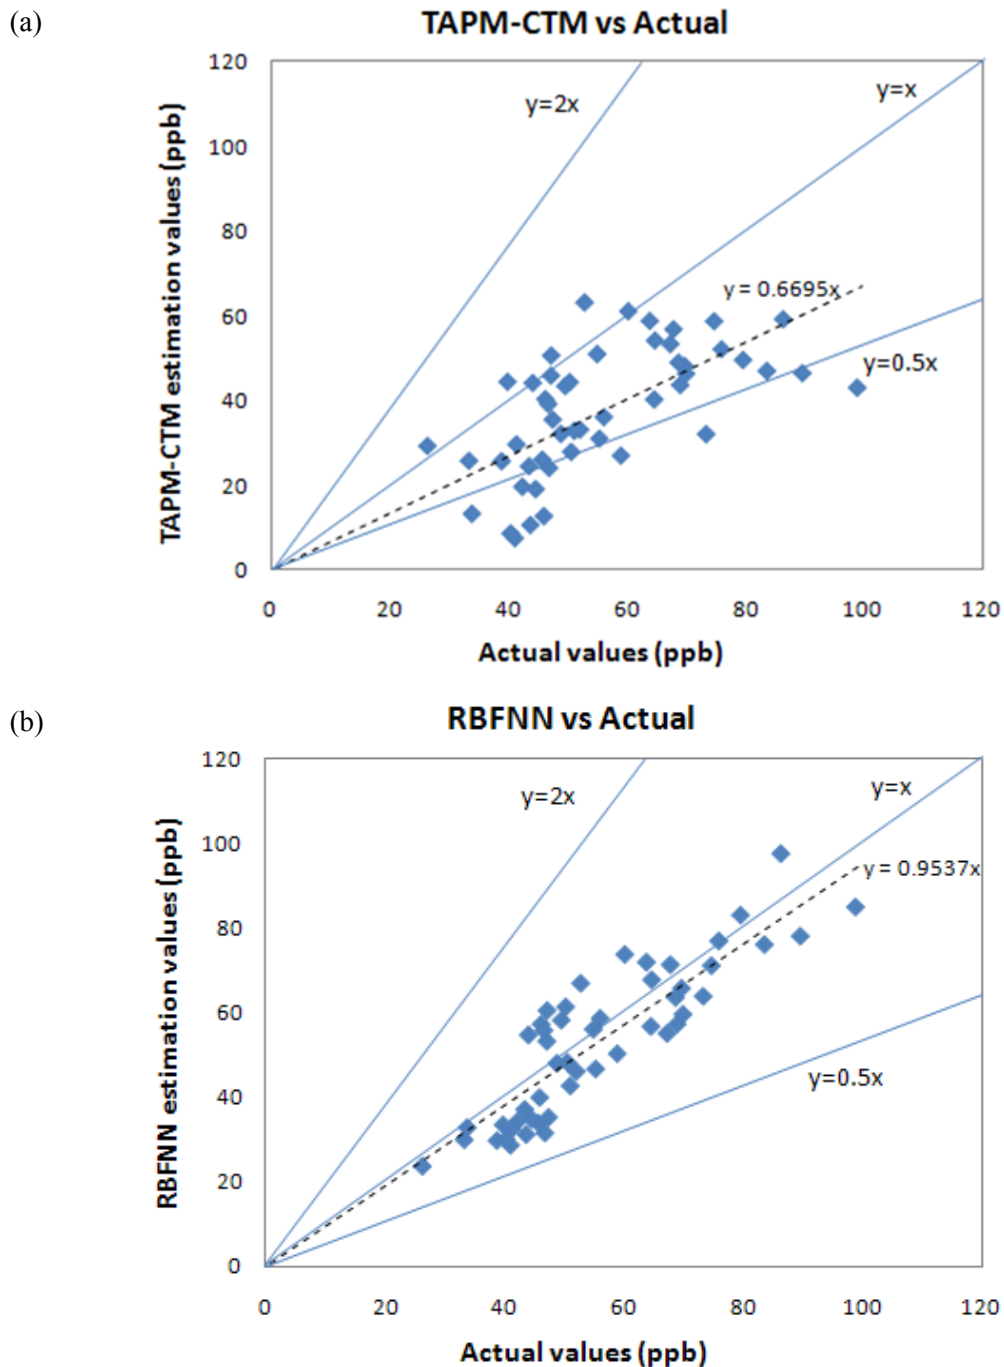 (a)
TAPM-CTM vs Actual
TAPM-CTM estimation values (ppb)
120
100
80
60
40
20
0
y=2x
y=x
y = 0.6695x
y=0.5x
0 20 40 60 80 100 120
Actual values (ppb)
(b)
RBFNN vs Actual
RBFNN estimation values (ppb)
120
100
80
60
40
20
0
y=2x
y=x
y = 0.9537x
y=0.5x
0 20 40 60 80 100 120
Actual values (ppb)